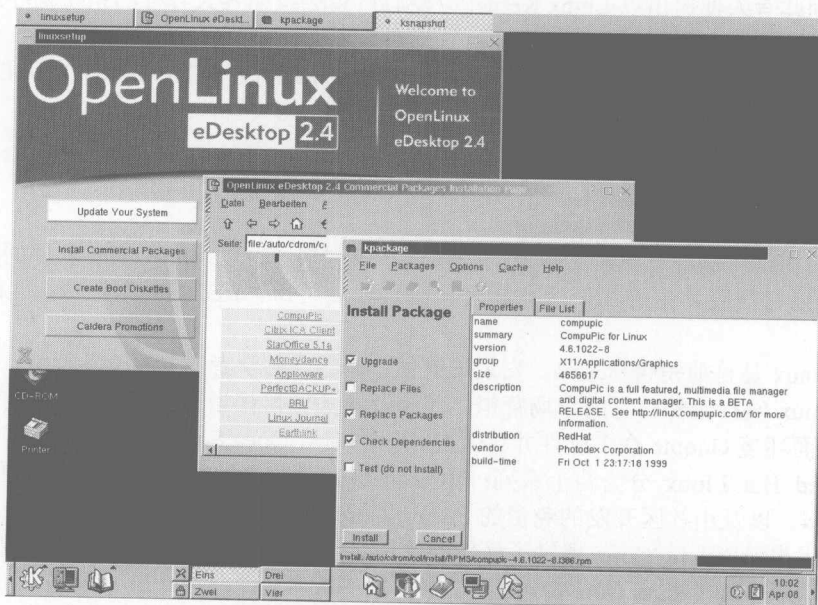 linuxsetup
OpenLinux eDeskt..
kpackage
ksnapshot
linuxsetup
OpenLinux
eDesktop 2.4
Welcome to
OpenLinux
eDesktop 2.4
Update Your System
Install Commercial Packages
Create Boot Diskettes
Caldera Promotions
CD-ROM
Printer
OpenLinux eDesktop 2.4 Commercial Packages Installation Page
Datei Bearbeiten
Seite: file:/auto/cdrom/c
CompuPic
Citrix ICA Client
StarOffice 5.1a
Moneydance
Applixware
PerfectBACKUP+
BRU
Linux Journal
kpackage
File Packages Options Cache Help
Install Package
Upgrade
Replace Files
Replace Packages
Check Dependencies
Test (do not install)
Install Cancel
Properties File List
name compupic
summary CompuPic for Linux
version 4.6.1022-8
group X11/Applications/Graphics
size 4656617
description CompuPic is a full featured, multimedia file manager
and digital content manager. This is a BETA
RELEASE. See http://linux.compupic.com/ for more
information.
distribution RedHat
vendor Photodex Corporation
build-time Fri Oct 1 23:17:18 1999
Install: /auto/cdrom/col/install/RPMS/compupic-4.6.1022-8.i386.rpm
Eins Drei
Zwei Vier
10:02
Apr 08